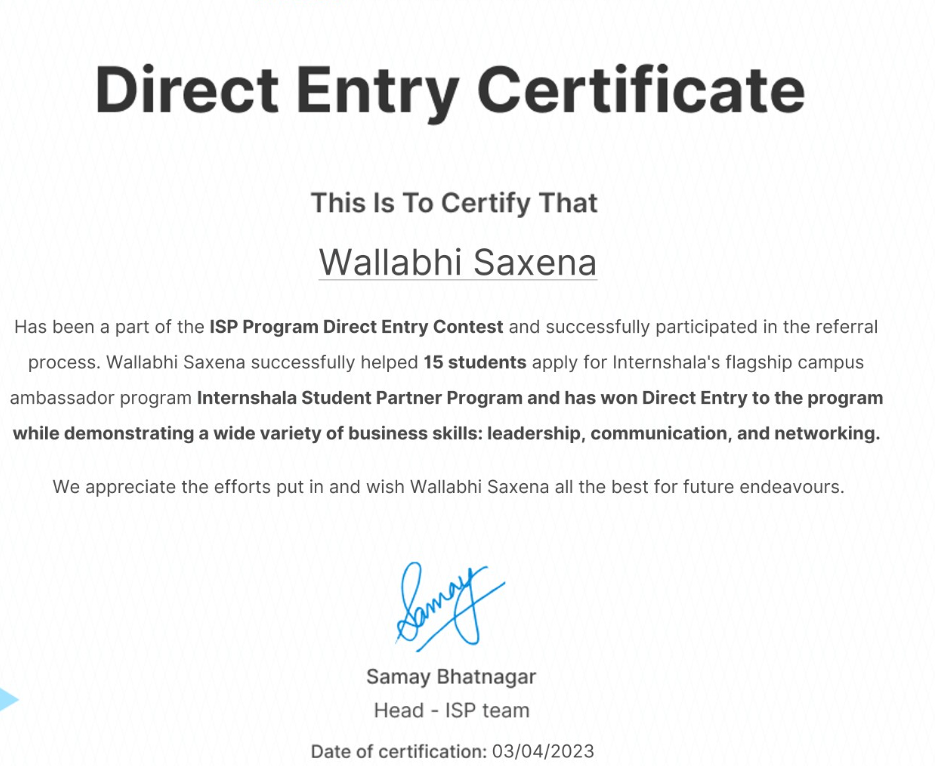 Direct Entry Certificate
This Is To Certify That
Wallabhi Saxena
Has been a part of the ISP Program Direct Entry Contest and successfully participated in the referral
process. Wallabhi Saxena successfully helped 15 students apply for Internshala's flagship campus
ambassador program Internshala Student Partner Program and has won Direct Entry to the program
while demonstrating a wide variety of business skills: leadership, communication, and networking.
We appreciate the efforts put in and wish Wallabhi Saxena all the best for future endeavours.
Samay
Samay Bhatnagar
Head - ISP team
Date of certification: 03/04/2023